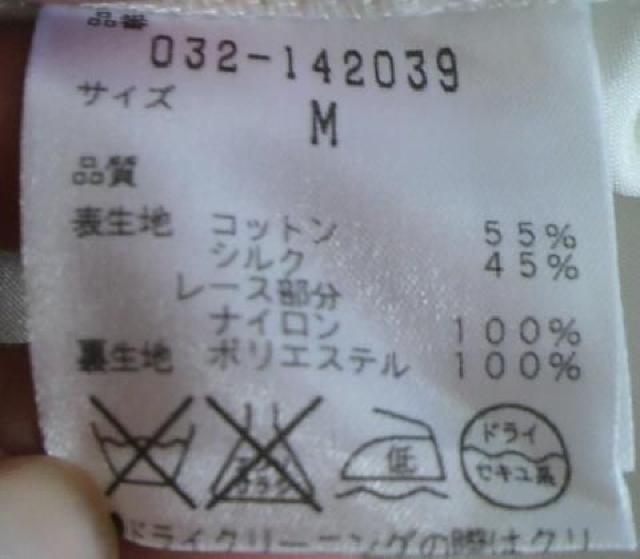 品番
032-142039
サイズ
M
品質
表生地 コットン 55%
シルク 45%
レース部分
ナイロン 100%
裏生地 ポリエステル 100%
低
ドライ
セキユ系
ドライクリーニングの際はクリ